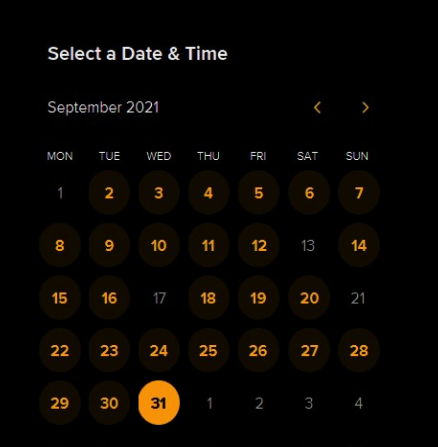 Select a Date & Time
September 2021
MON TUE WED THU FRI SAT SUN
1 2 3 4 5 6 7
8 9 10 11 12 13 14
15 16 17 18 19 20 21
22 23 24 25 26 27 28
29 30 31 1 2 3 4